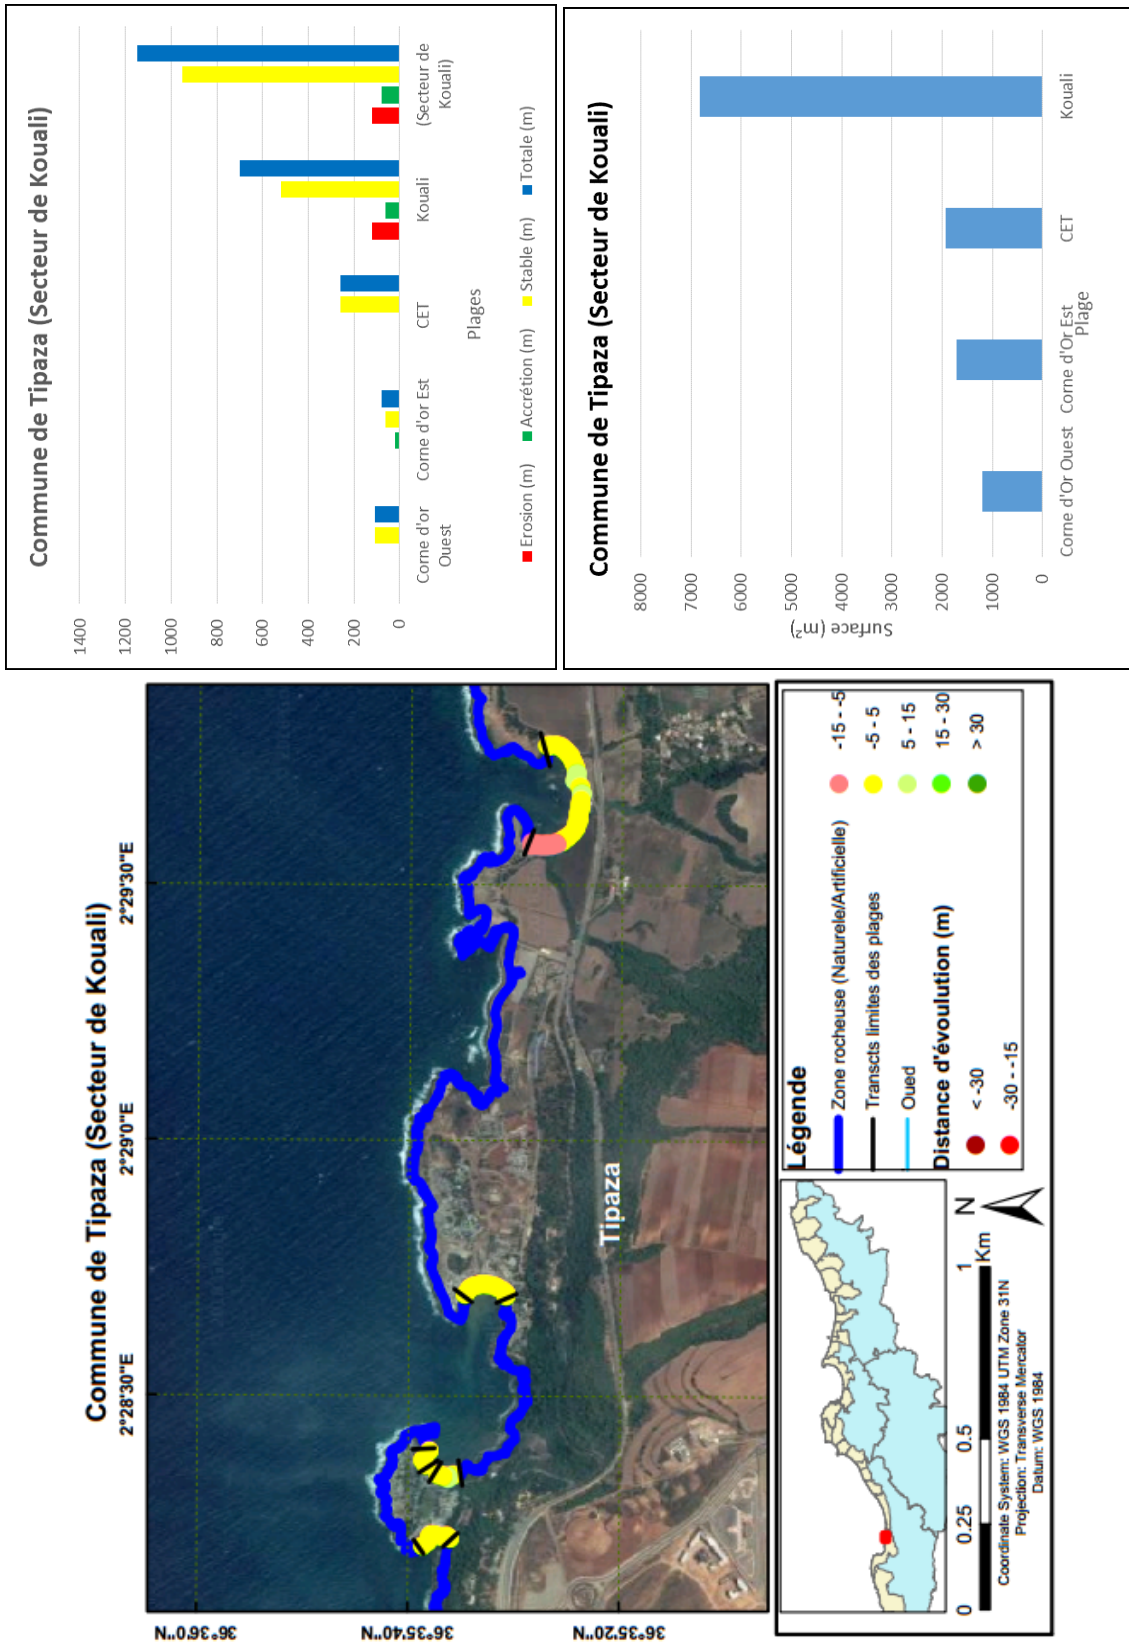 Commune de Tipaza (Secteur de Kouali)
2°28'30"E
2°29'0"E
2°29'30"E
36°36'0"N
36°35'40"N
36°35'20"N
Tipaza
0
0.25
0.5
1
Km
N
Coordinate System: WGS 1984 UTM Zone 31N
Projection: Transverse Mercator
Datum: WGS 1984
Légende
Zone rocheuse (Naturele/Artificielle)
Transcts limites des plages
Oued
Distance d'évoulution (m)
< -30
-30 - -15
-15 - -5
-5 - 5
5 - 15
15 - 30
> 30
Commune de Tipaza (Secteur de Kouali)
1400
1200
1000
800
600
400
200
0
Corne d'or
Ouest
Corne d'or Est
CET
Kouali
(Secteur de
Kouali)
Plages
Erosion (m)
Accrétion (m)
Stable (m)
Totale (m)
Commune de Tipaza (Secteur de Kouali)
Surface (m²)
8000
7000
6000
5000
4000
3000
2000
1000
0
Corne d'Or Ouest
Corne d'Or Est
CET
Kouali
Plage